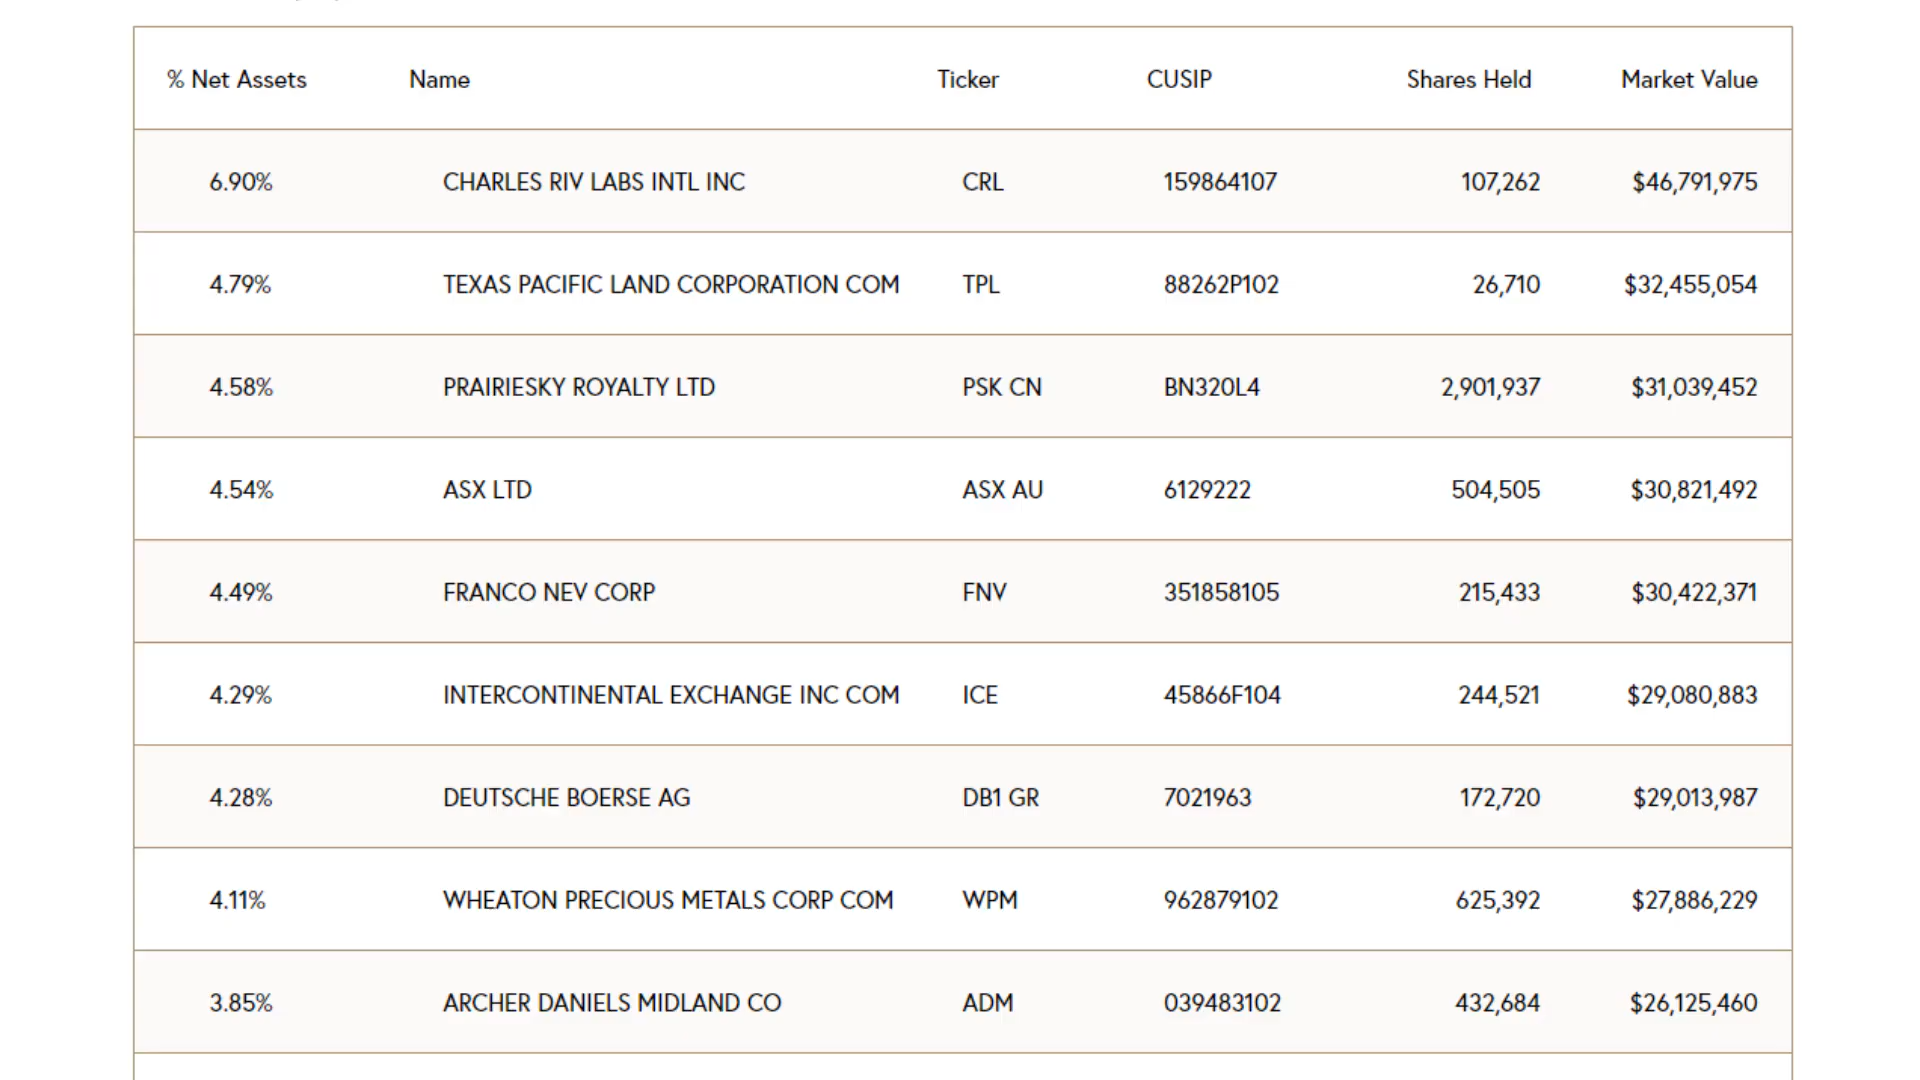 % Net Assets Name Ticker CUSIP Shares Held Market Value
6.90% CHARLES RIV LABS INTL INC CRL 159864107 107,262 $46,791,975
4.79% TEXAS PACIFIC LAND CORPORATION COM TPL 88262P102 26,710 $32,455,054
4.58% PRAIRIESKY ROYALTY LTD PSK CN BN320L4 2,901,937 $31,039,452
4.54% ASX LTD ASX AU 6129222 504,505 $30,821,492
4.49% FRANCO NEV CORP FNV 351858105 215,433 $30,422,371
4.29% INTERCONTINENTAL EXCHANGE INC COM ICE 45866F104 244,521 $29,080,883
4.28% DEUTSCHE BOERSE AG DB1 GR 7021963 172,720 $29,013,987
4.11% WHEATON PRECIOUS METALS CORP COM WPM 962879102 625,392 $27,886,229
3.85% ARCHER DANIELS MIDLAND CO ADM 039483102 432,684 $26,125,460